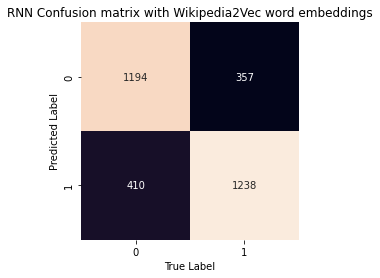 RNN Confusion matrix with Wikipedia2Vec word embeddings
Predicted Label
0
1194
357
1
410
1238
0
1
True Label